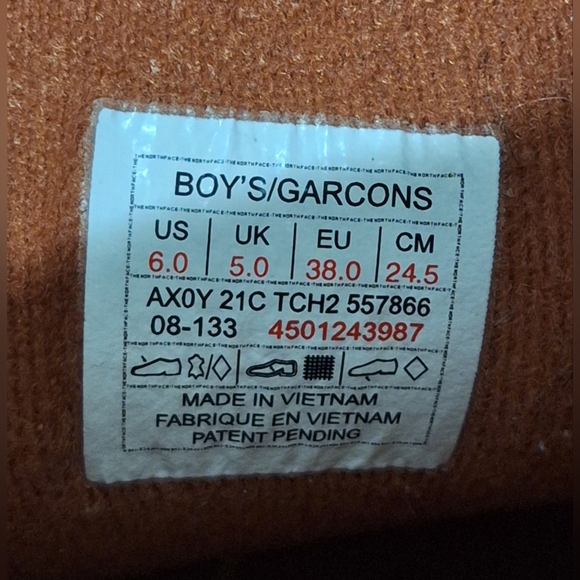 BOY'S/GARCONS
US UK EU CM
6.0 5.0 38.0 24.5
AX0Y 21C TCH2 557866
08-133 4501243987
MADE IN VIETNAM
FABRIQUE EN VIETNAM
PATENT PENDING